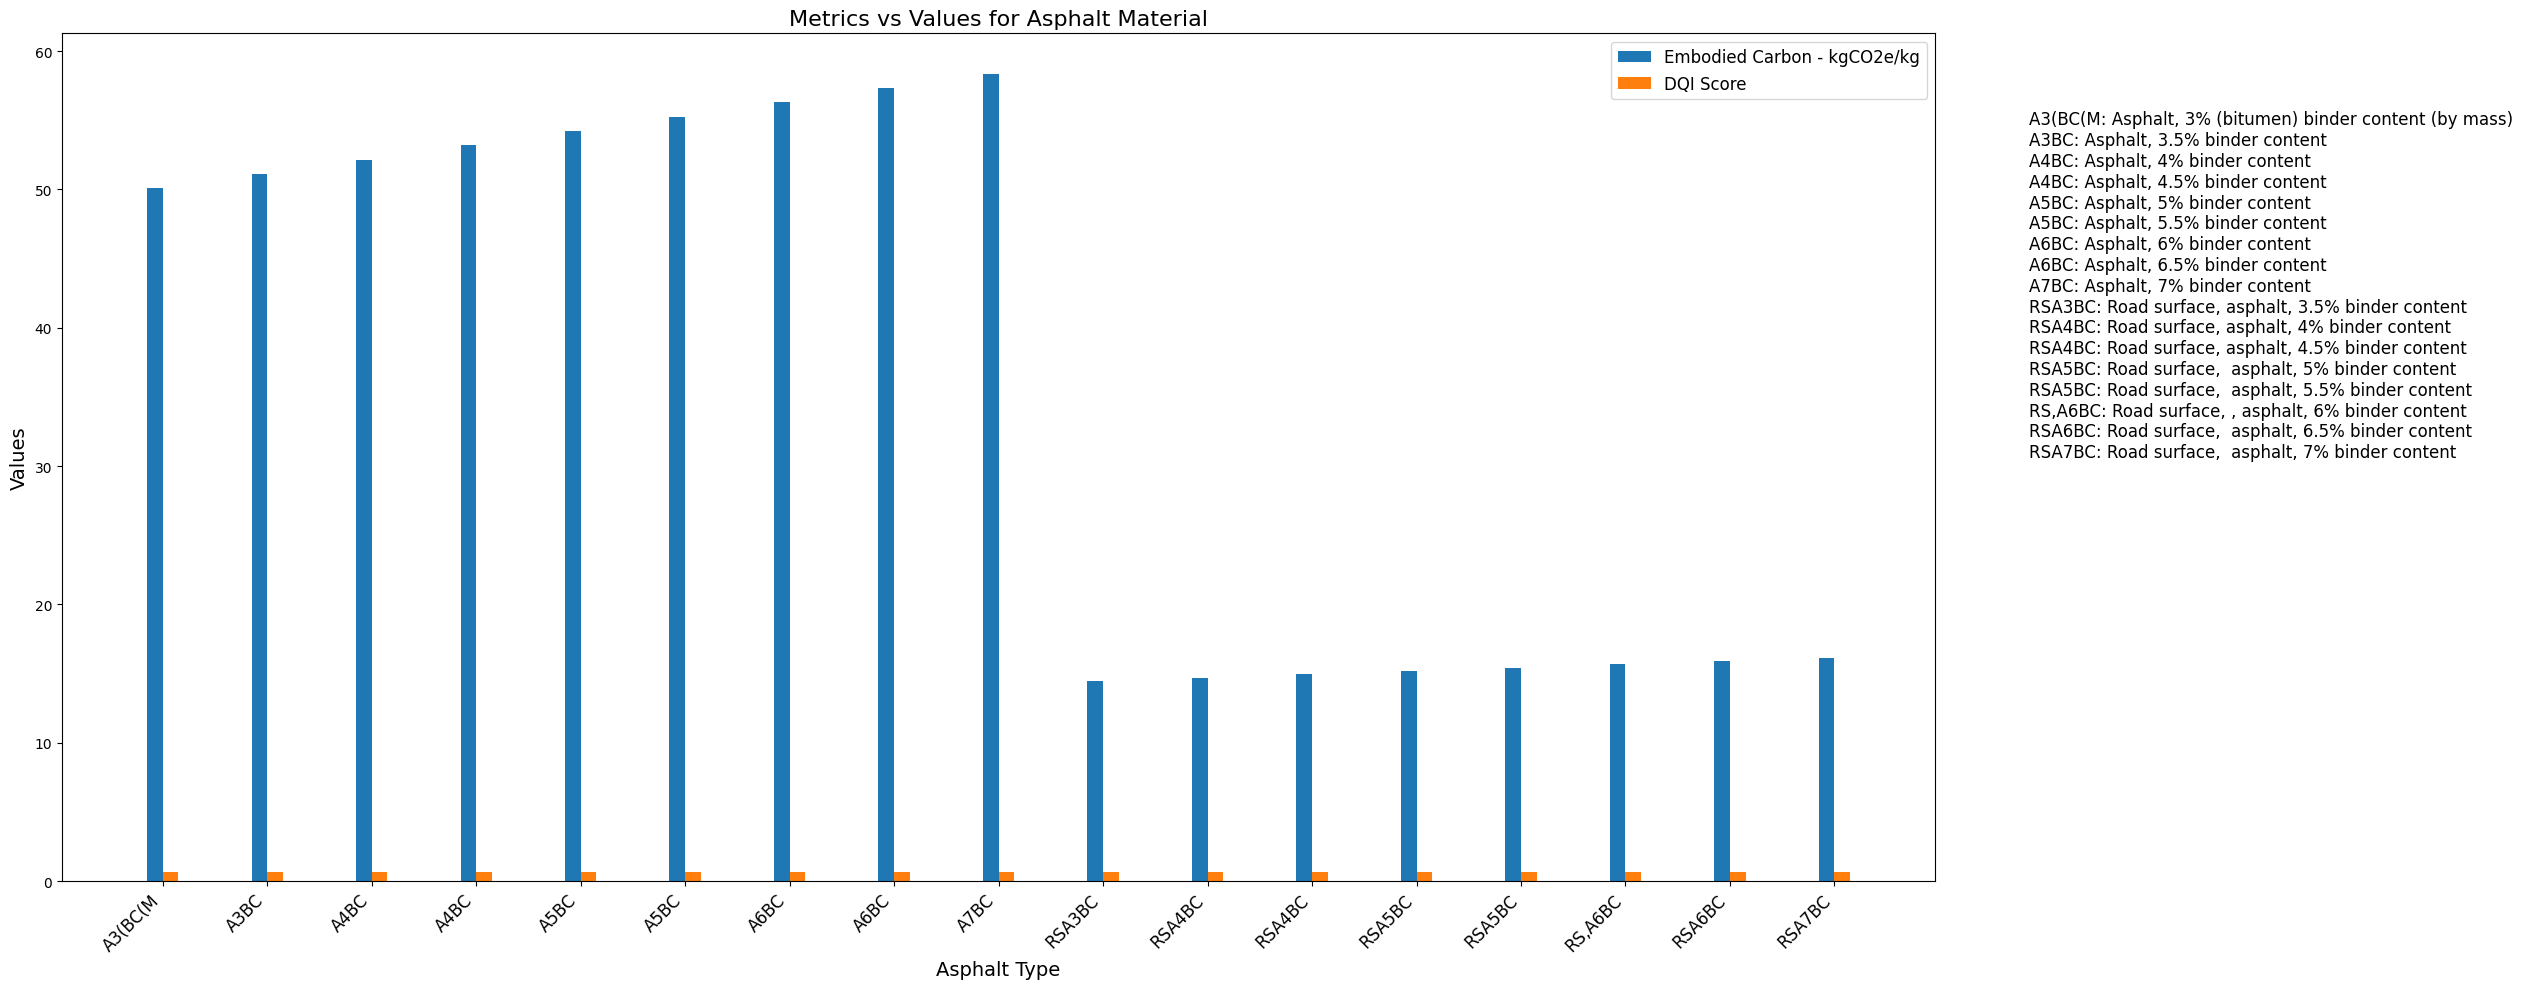 Metrics vs Values for Asphalt Material
Embodied Carbon - kgCO2e/kg
DQI Score
60
50
40
30
20
10
0
Values
A3(BC(M
A3BC
A4BC
A4BC
A5BC
A5BC
A6BC
A6BC
A7BC
RSA3BC
RSA4BC
RSA4BC
RSA5BC
RSA5BC
RS,A6BC
RSA6BC
RSA7BC
Asphalt Type
A3(BC(M: Asphalt, 3% (bitumen) binder content (by mass)
A3BC: Asphalt, 3.5% binder content
A4BC: Asphalt, 4% binder content
A4BC: Asphalt, 4.5% binder content
A5BC: Asphalt, 5% binder content
A5BC: Asphalt, 5.5% binder content
A6BC: Asphalt, 6% binder content
A6BC: Asphalt, 6.5% binder content
A7BC: Asphalt, 7% binder content
RSA3BC: Road surface, asphalt, 3.5% binder content
RSA4BC: Road surface, asphalt, 4% binder content
RSA4BC: Road surface, asphalt, 4.5% binder content
RSA5BC: Road surface,  asphalt, 5% binder content
RSA5BC: Road surface,  asphalt, 5.5% binder content
RS,A6BC: Road surface, , asphalt, 6% binder content
RSA6BC: Road surface,  asphalt, 6.5% binder content
RSA7BC: Road surface,  asphalt, 7% binder content